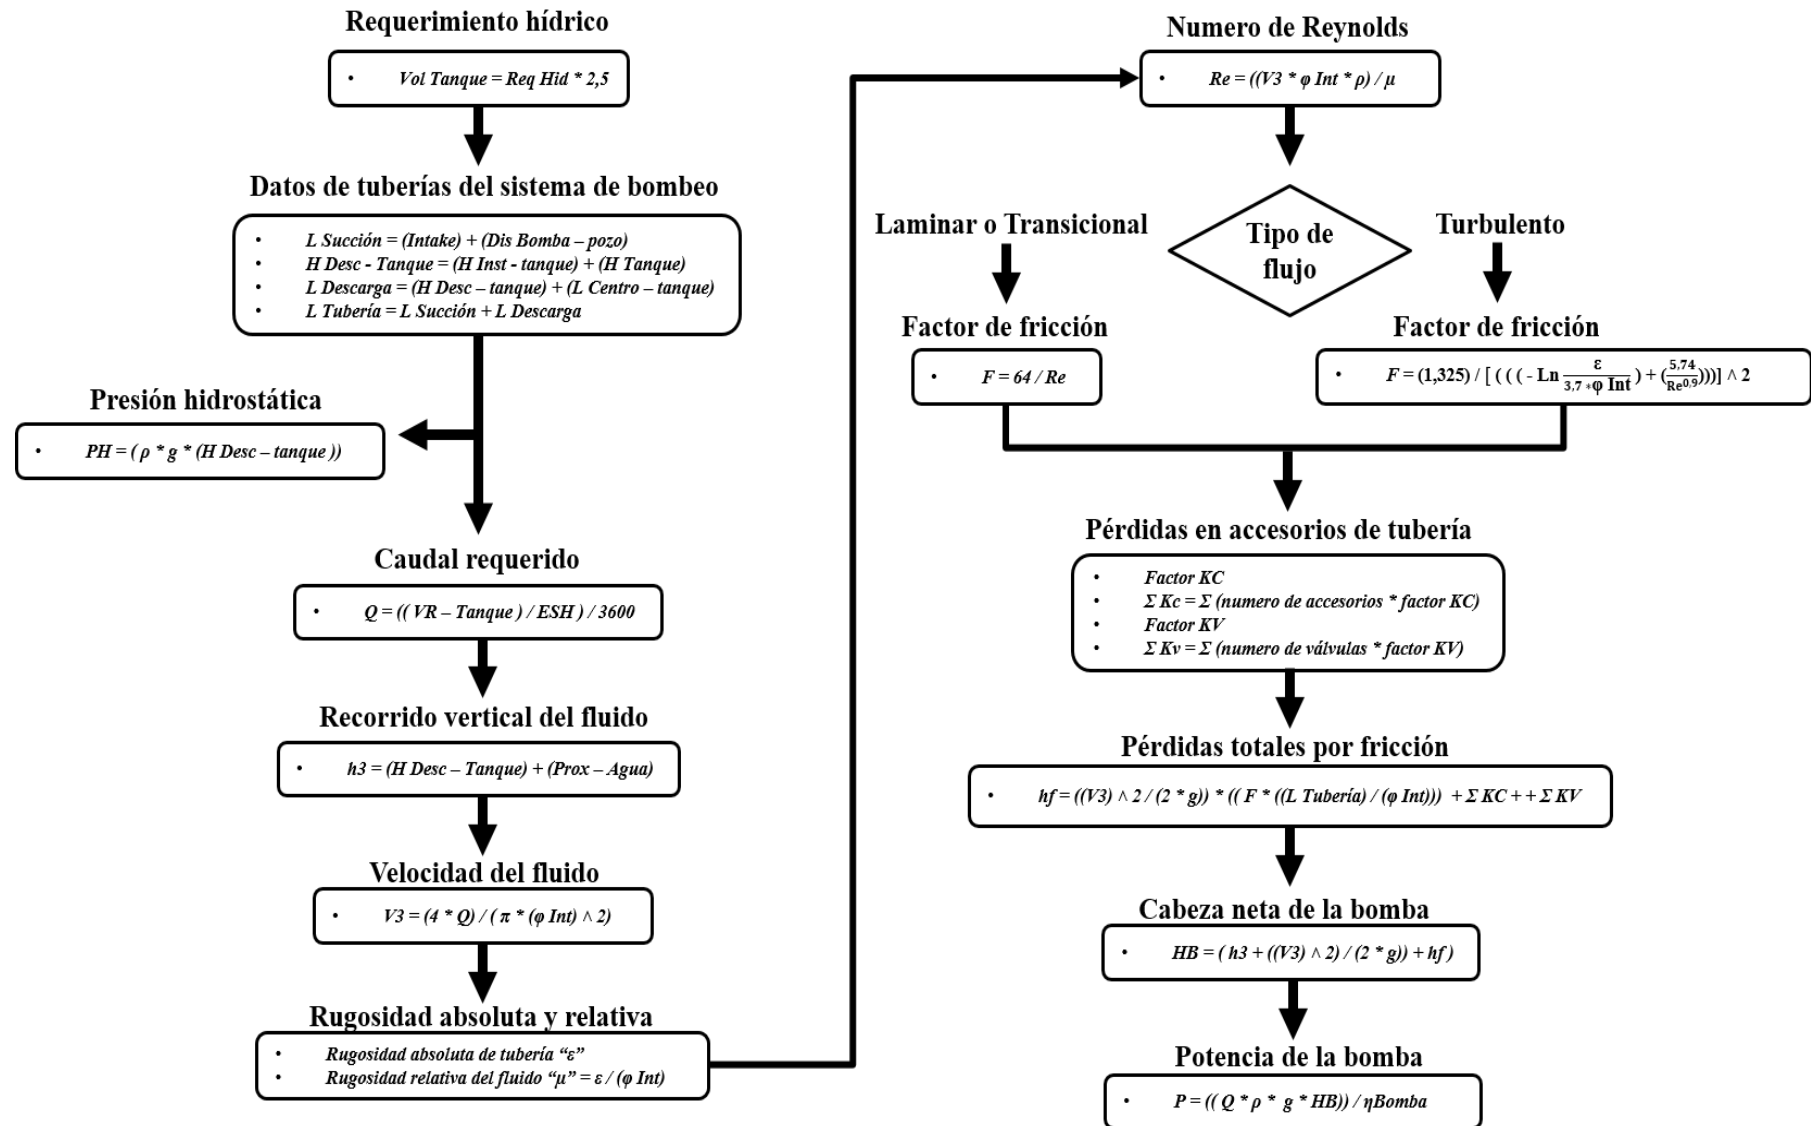 Requerimiento hídrico
• Vol Tanque = Req Hid * 2,5
Datos de tuberías del sistema de bombeo
• L Succión = (Intake) + (Dis Bomba – pozo)
• H Desc - Tanque = (H Inst - tanque) + (H Tanque)
• L Descarga = (H Desc – tanque) + (L Centro – tanque)
• L Tubería = L Succión + L Descarga
Presión hidrostática
• PH = ( ρ * g * (H Desc – tanque ))
Caudal requerido
• Q = (( VR – Tanque ) / ESH ) / 3600
Recorrido vertical del fluido
• h3 = (H Desc – Tanque) + (Prox – Agua)
Velocidad del fluido
• V3 = (4 * Q) / ( π * (φ Int) ^ 2)
Rugosidad absoluta y relativa
• Rugosidad absoluta de tubería “ε”
• Rugosidad relativa del fluido “μ” = ε / (φ Int)
Numero de Reynolds
• Re = ((V3 * φ Int * ρ) / μ
Tipo de
flujo
Laminar o Transicional
Factor de fricción
• F = 64 / Re
Turbulento
Factor de fricción
• F = (1,325) / [ ( ( ( - Ln ε / 3,7 * φ Int ) + ( 5,74 / Re^0,9 )))] ^ 2
Pérdidas en accesorios de tubería
• Factor KC
• Σ Kc = Σ (numero de accesorios * factor KC)
• Factor KV
• Σ Kv = Σ (numero de válvulas * factor KV)
Pérdidas totales por fricción
• hf = ((V3) ^ 2 / (2 * g)) * (( F * ((L Tubería) / (φ Int))) + Σ KC + + Σ KV
Cabeza neta de la bomba
• HB = ( h3 + ((V3) ^ 2) / (2 * g)) + hf )
Potencia de la bomba
• P = (( Q * ρ * g * HB)) / ηBomba